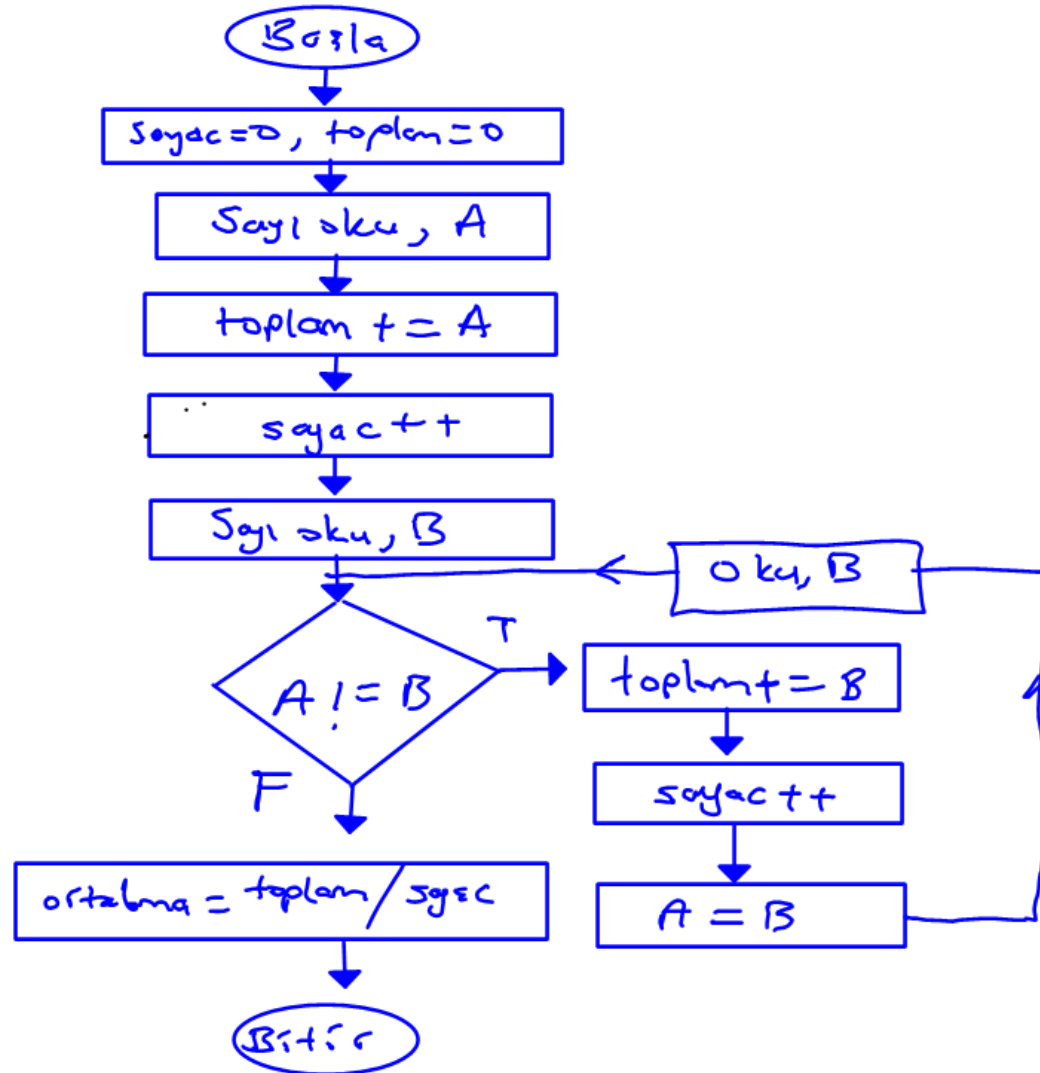 Başla
sayac=0, toplam=0
Sayı oku, A
toplam += A
sayac++
Sayı oku, B
Oku, B
A != B
T
toplam+= B
F
sayac++
A = B
ortalama = toplam / sayac
Bitir